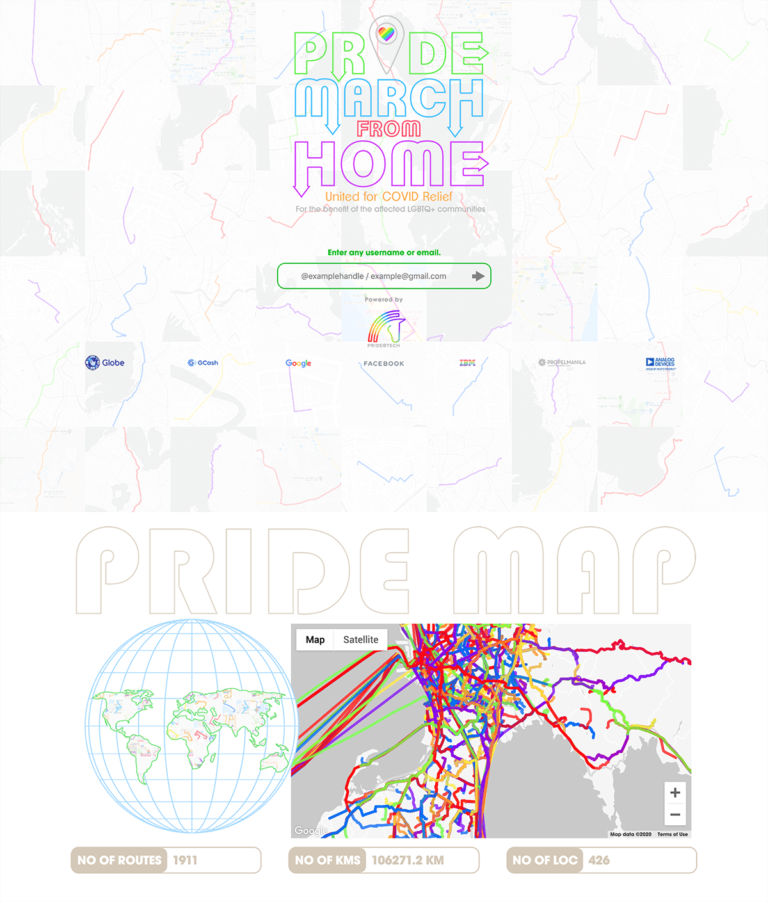 PRIDE
MARCH
FROM
HOME
United for COVID Relief
For the benefit of the affected LGBTQ+ communities
Enter any username or email.
@examplehandle / example@gmail.com
Powered by
PRIDEBTECH
Globe
GCash
Google
FACEBOOK
IBM
PROPELMANILA
ANALOG
DEVICES
PRIDE MAP
Map Satellite
+
−
Google
Map data ©2020 Terms of Use
NO OF ROUTES 1911
NO OF KMS 106271.2 KM
NO OF LOC 426